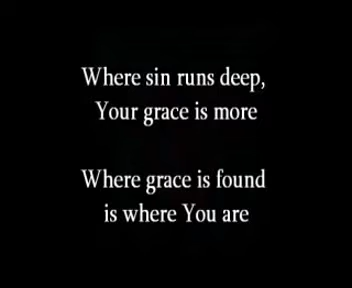 Where sin runs deep,
Your grace is more
Where grace is found
is where You are